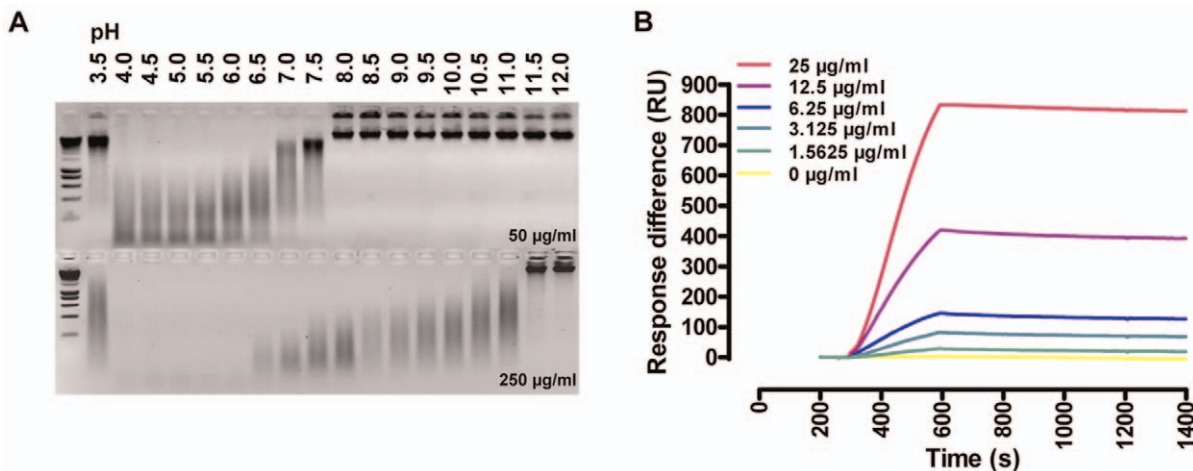 A
pH
3.5 4.0 4.5 5.0 5.5 6.0 6.5 7.0 7.5 8.0 8.5 9.0 9.5 10.0 10.5 11.0 11.5 12.0
50 µg/ml
250 µg/ml
B
25 µg/ml
12.5 µg/ml
6.25 µg/ml
3.125 µg/ml
1.5625 µg/ml
0 µg/ml
Response difference (RU)
900
800
700
600
500
400
300
200
100
0
0 200 400 600 800 1000 1200 1400
Time (s)